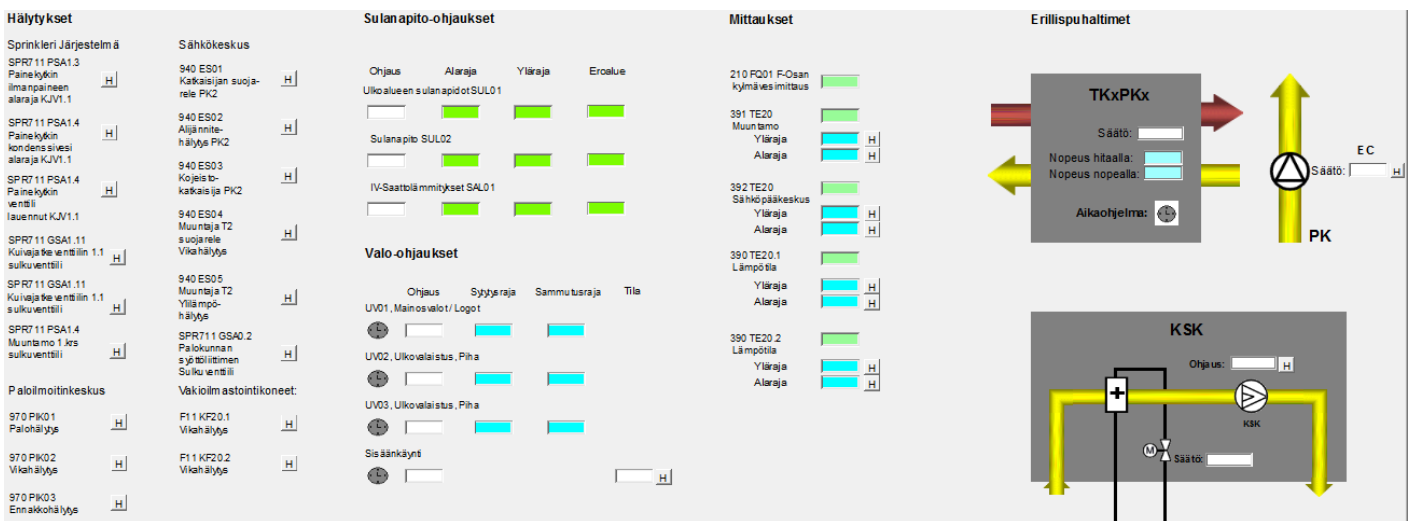 Hälytykset
Sprinkleri Järjestelmä
SPR711 PSA1.3
Painekytkin
ilmanpaineen
alaraja KJV1.1
H
SPR711 PSA1.4
Painekytkin
kondenssivesi
alaraja KJV1.1
H
SPR711 PSA1.4
Painekytkin
venttiili
lauennut KJV1.1
H
SPR711 GSA1.11
Kuivajatkeventtiilin 1.1
sulkuventtiili
H
SPR711 GSA1.11
Kuivajatkeventtiilin 1.1
sulkuventtiili
H
SPR711 PSA1.4
Muuntamo 1.krs
sulkuventtiili
H
Paloilmoitinkeskus
970 PIK01
Palohälytys
H
970 PIK02
Vikahälytys
H
970 PIK03
Ennakkohälytys
H
Sähkökeskus
940 ES01
Katkaisijan suoja-
rele PK2
H
940 ES02
Alijännite-
hälytys PK2
H
940 ES03
Kojeisto-
katkaisija PK2
H
940 ES04
Muuntaja T2
suojarele
Vikahälytys
H
940 ES05
Muuntaja T2
Ylilämpö-
hälytys
H
SPR711 GSA0.2
Palokunnan
syöttöliittimen
Sulkuventtiili
H
Vakioilmastointikoneet:
F11 KF20.1
Vikahälytys
H
F11 KF20.2
Vikahälytys
H
Sulanapito-ohjaukset
Ohjaus Alaraja Yläraja Eroalue
Ulkoalueen sulanapidot SUL01
Sulanapito SUL02
IV-Saattolämmitykset SAL01
Valo-ohjaukset
Ohjaus Sytytysraja Sammutusraja Tila
UV01, Mainosvalot / Logot
UV02, Ulkovalaistus, Piha
UV03, Ulkovalaistus, Piha
Sisäänkäynti
H
Mittaukset
210 FQ01 F-Osan
kylmävesimittaus
391 TE20
Muuntamo
Yläraja H
Alaraja H
392 TE20
Sähköpääkeskus
Yläraja H
Alaraja H
390 TE20.1
Lämpötila
Yläraja H
Alaraja H
390 TE20.2
Lämpötila
Yläraja H
Alaraja H
Erillispuhaltimet
TKxPKx
Säätö:
Nopeus hitaalla:
Nopeus nopealla:
Aikaohjelma:
EC
Säätö: H
PK
KSK
Ohjaus: H
+
KSK
M
Säätö: